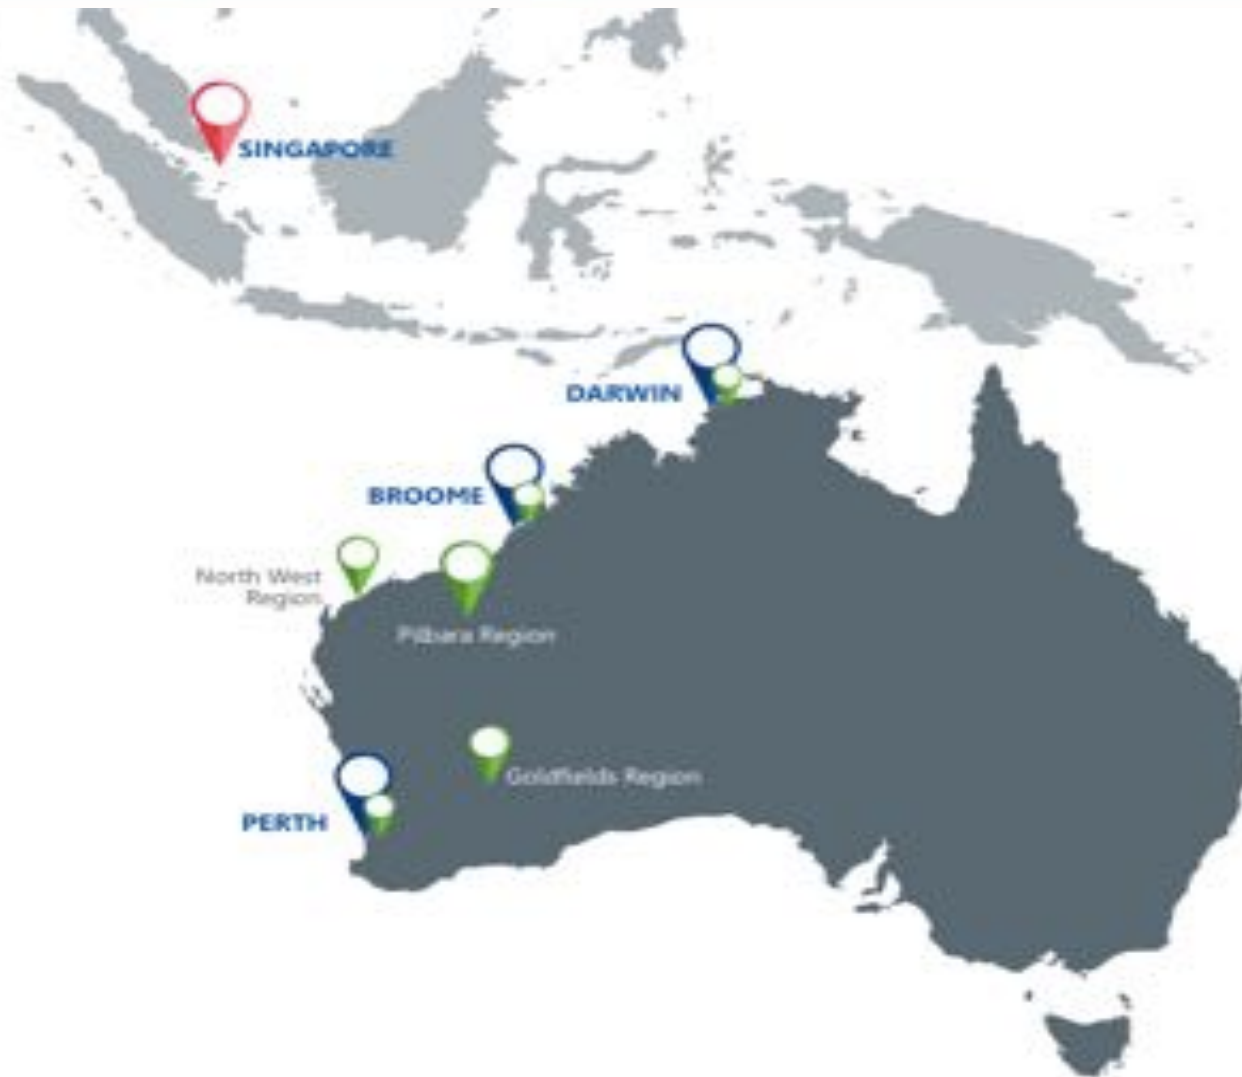 SINGAPORE
DARWIN
BROOME
North West
Region
Pilbara Region
Goldfields Region
PERTH